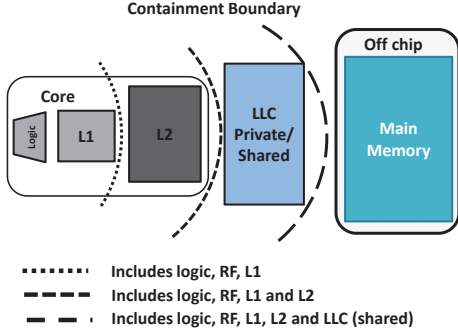 Containment Boundary
Off chip
Core
Logic
L1
L2
LLC
Private/
Shared
Main
Memory
Includes logic, RF, L1
Includes logic, RF, L1 and L2
Includes logic, RF, L1, L2 and LLC (shared)